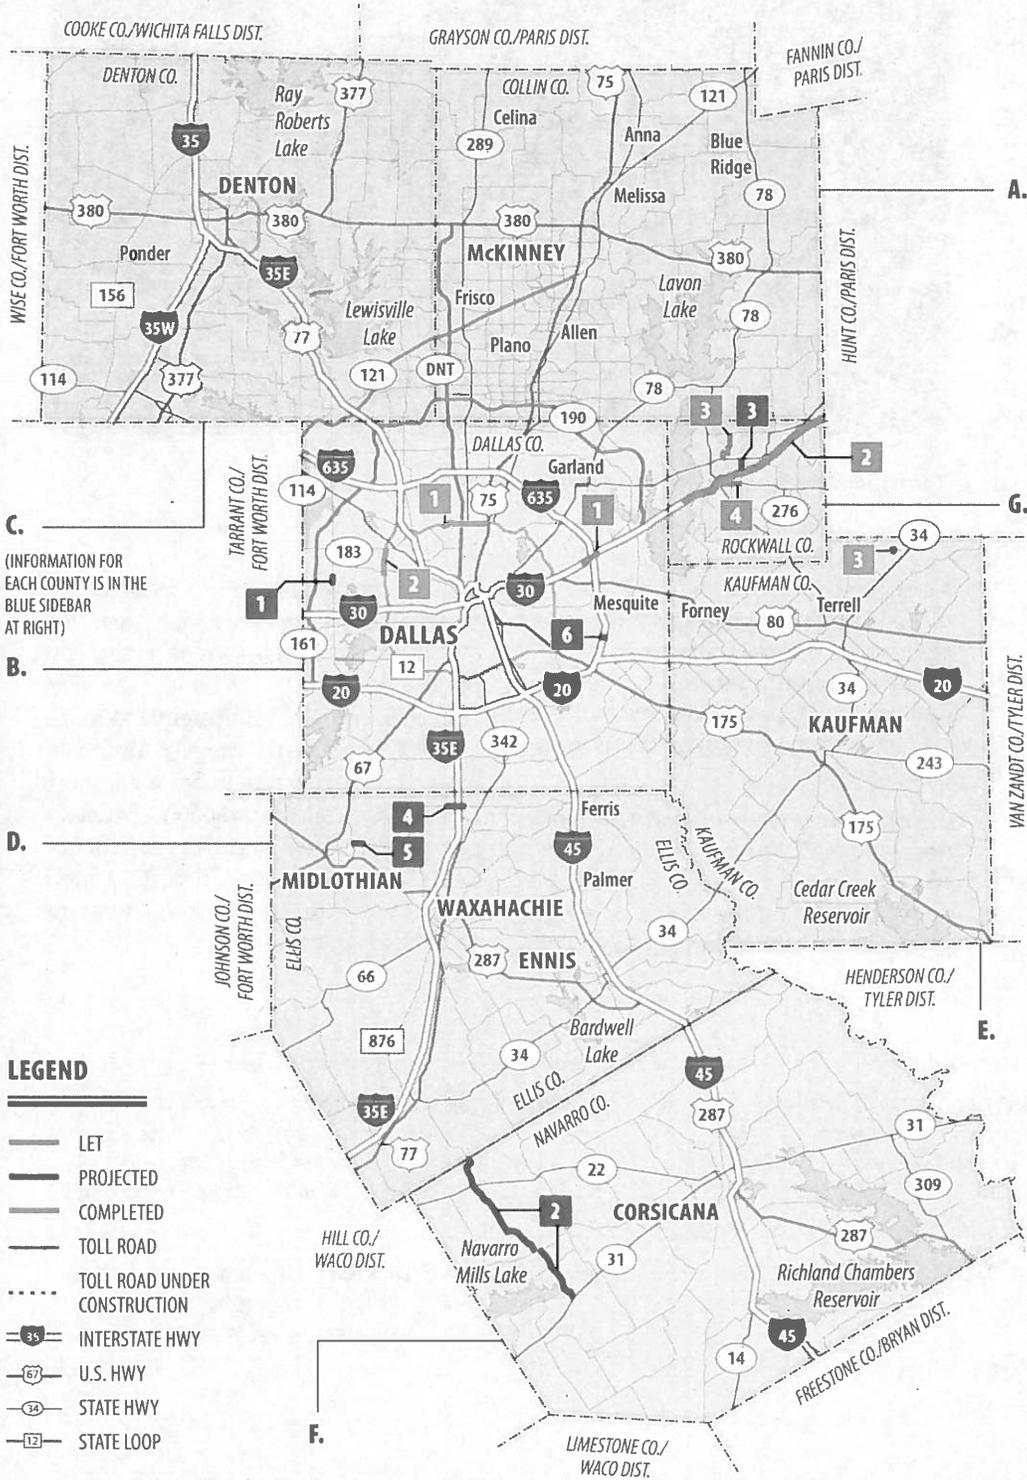 COOKE CO./WICHITA FALLS DIST.
GRAYSON CO./PARIS DIST.
FANNIN CO./
PARIS DIST.
DENTON CO.
Ray
Roberts
Lake
377
COLLIN CO.
75
121
Celina
289
Anna
Blue
Ridge
35
DENTON
Melissa
78
A.
WISE CO./FORT WORTH DIST.
380
380
380
McKINNEY
380
HUNT CO./PARIS DIST.
Ponder
35E
156
35W
77
Lewisville
Lake
Frisco
Lavon
Lake
78
Plano
Allen
114
377
121
DNT
78
190
3
3
2
DALLAS CO.
TARRANT CO./
FORT WORTH DIST.
635
Garland
114
1
75
635
1
4
276
G.
C.
(INFORMATION FOR
EACH COUNTY IS IN THE
BLUE SIDEBAR
AT RIGHT)
183
2
ROCKWALL CO.
34
3
KAUFMAN CO.
1
30
30
Mesquite
Forney
Terrell
80
161
DALLAS
6
B.
12
20
20
34
20
VAN ZANDT CO./TYLER DIST.
175
KAUFMAN
35E
342
67
243
4
Ferris
D.
5
45
175
MIDLOTHIAN
Palmer
ELLIS CO.
KAUFMAN CO.
Cedar Creek
Reservoir
JOHNSON CO./
FORT WORTH DIST.
ELLIS CO.
WAXAHACHIE
34
287
ENNIS
66
HENDERSON CO./
TYLER DIST.
876
Bardwell
Lake
34
E.
ELLIS CO.
45
NAVARRO CO.
35E
287
77
31
22
309
2
CORSICANA
HILL CO./
WACO DIST.
Navarro
Mills Lake
31
287
Richland Chambers
Reservoir
45
14
FREESTONE CO./BRYAN DIST.
F.
LIMESTONE CO./
WACO DIST.
LEGEND
LET
PROJECTED
COMPLETED
TOLL ROAD
TOLL ROAD UNDER
CONSTRUCTION
35 INTERSTATE HWY
67 U.S. HWY
34 STATE HWY
12 STATE LOOP